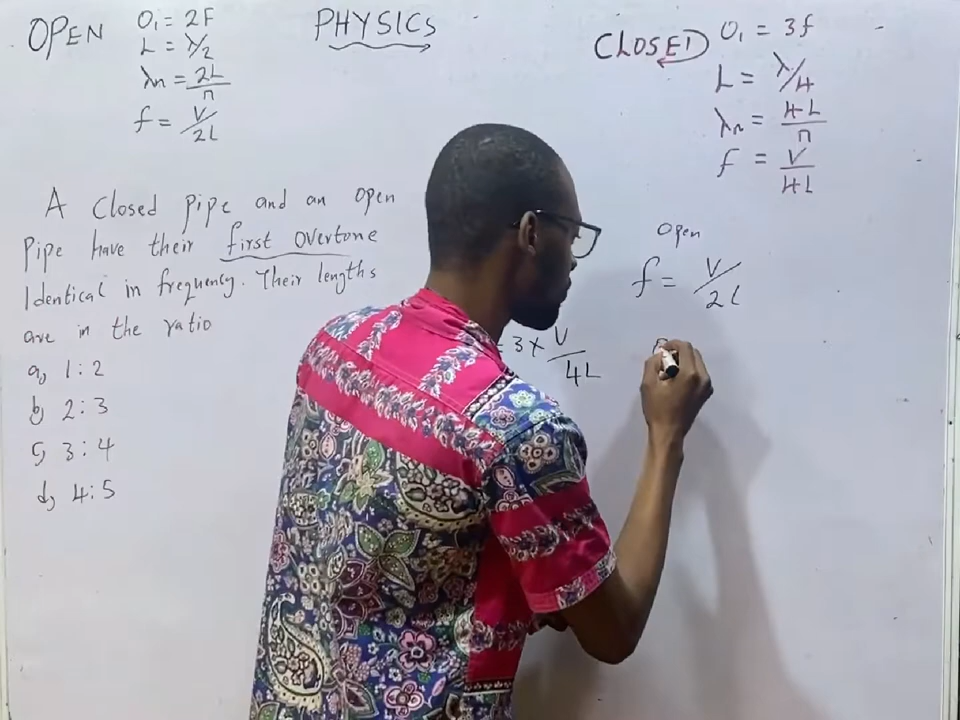 OPEN
O₁ = 2F
L = λ/2
λn = 2L/n
f = V/2L
PHYSICS
CLOSED
O₁ = 3f
L = λ/4
λn = 4L/n
f = V/4L
A Closed pipe and an open
Pipe have their first overtone
Identical in frequency. Their lengths
are in the ratio
a) 1:2
b) 2:3
c) 3:4
d) 4:5
3 × V/4L
Open
f = V/2L